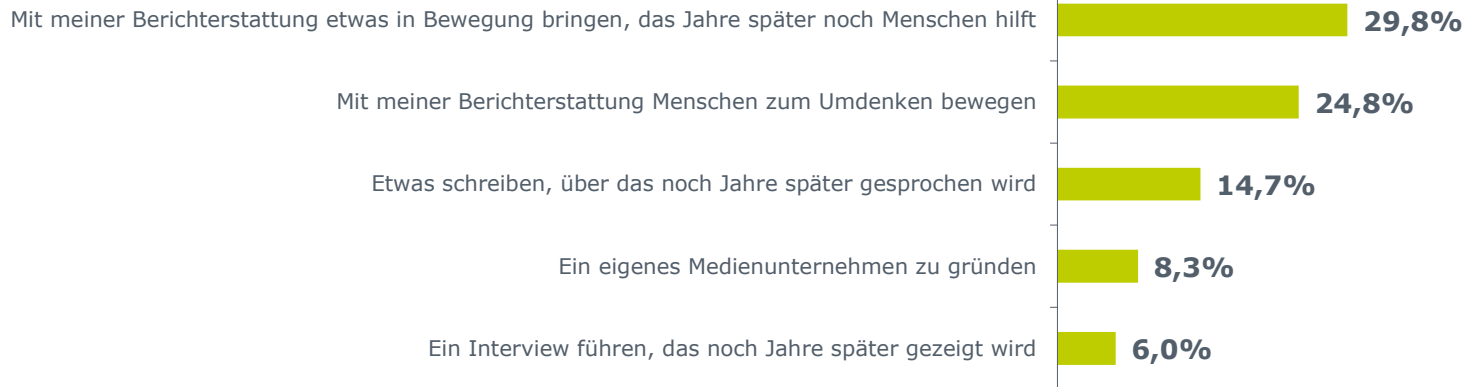 Mit meiner Berichterstattung etwas in Bewegung bringen, das Jahre später noch Menschen hilft 29,8%
Mit meiner Berichterstattung Menschen zum Umdenken bewegen 24,8%
Etwas schreiben, über das noch Jahre später gesprochen wird 14,7%
Ein eigenes Medienunternehmen zu gründen 8,3%
Ein Interview führen, das noch Jahre später gezeigt wird 6,0%